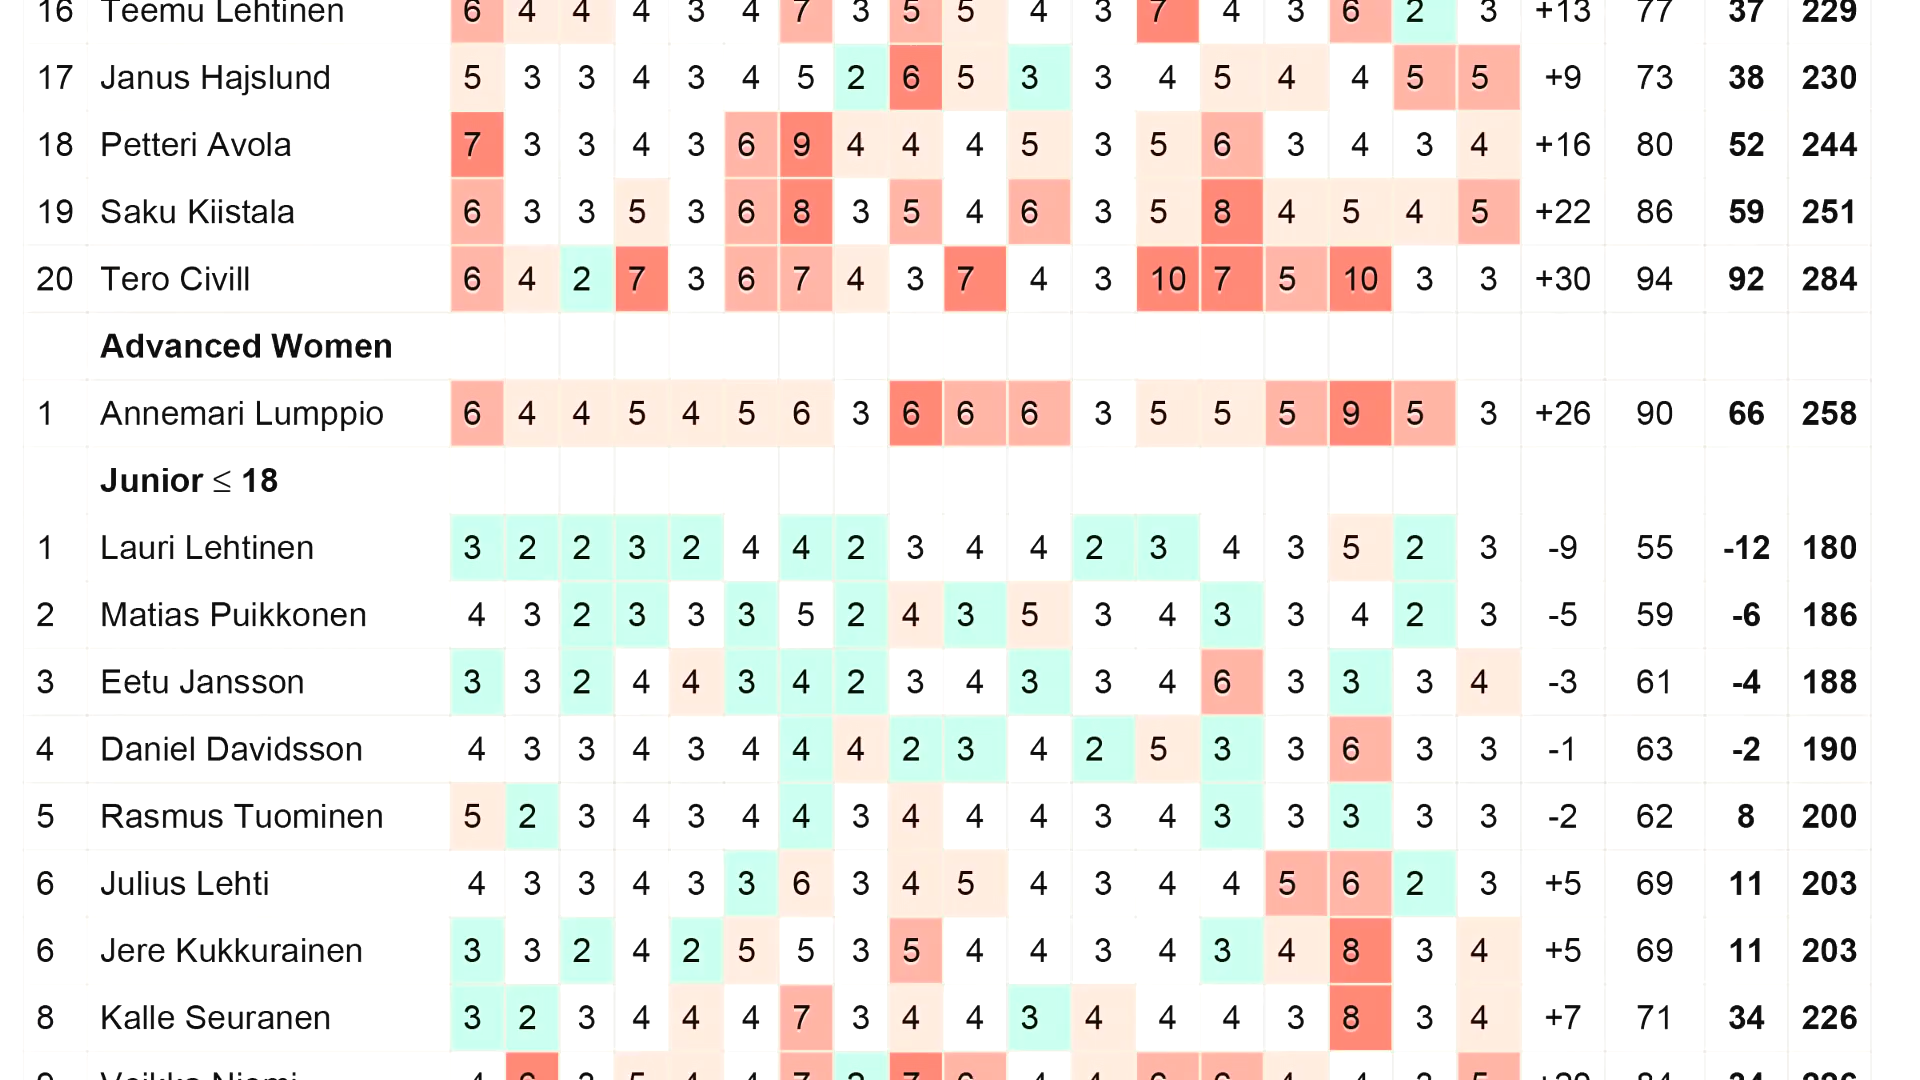 16 Teemu Lehtinen 6 4 4 4 3 4 7 3 5 5 4 3 7 4 3 6 2 3 +13 77 37 229
17 Janus Hajslund 5 3 3 4 3 4 5 2 6 5 3 3 4 5 4 4 5 5 +9 73 38 230
18 Petteri Avola 7 3 3 4 3 6 9 4 4 4 5 3 5 6 3 4 3 4 +16 80 52 244
19 Saku Kiistala 6 3 3 5 3 6 8 3 5 4 6 3 5 8 4 5 4 5 +22 86 59 251
20 Tero Civill 6 4 2 7 3 6 7 4 3 7 4 3 10 7 5 10 3 3 +30 94 92 284
Advanced Women
1 Annemari Lumppio 6 4 4 5 4 5 6 3 6 6 6 3 5 5 5 9 5 3 +26 90 66 258
Junior ≤ 18
1 Lauri Lehtinen 3 2 2 3 2 4 4 2 3 4 4 2 3 4 3 5 2 3 -9 55 -12 180
2 Matias Puikkonen 4 3 2 3 3 3 5 2 4 3 5 3 4 3 3 4 2 3 -5 59 -6 186
3 Eetu Jansson 3 3 2 4 4 3 4 2 3 4 3 3 4 6 3 3 3 4 -3 61 -4 188
4 Daniel Davidsson 4 3 3 4 3 4 4 4 2 3 4 2 5 3 3 6 3 3 -1 63 -2 190
5 Rasmus Tuominen 5 2 3 4 3 4 4 3 4 4 4 3 4 3 3 3 3 3 -2 62 8 200
6 Julius Lehti 4 3 3 4 3 3 6 3 4 5 4 3 4 4 5 6 2 3 +5 69 11 203
6 Jere Kukkurainen 3 3 2 4 2 5 5 3 5 4 4 3 4 3 4 8 3 4 +5 69 11 203
8 Kalle Seuranen 3 2 3 4 4 4 7 3 4 4 3 4 4 4 3 8 3 4 +7 71 34 226